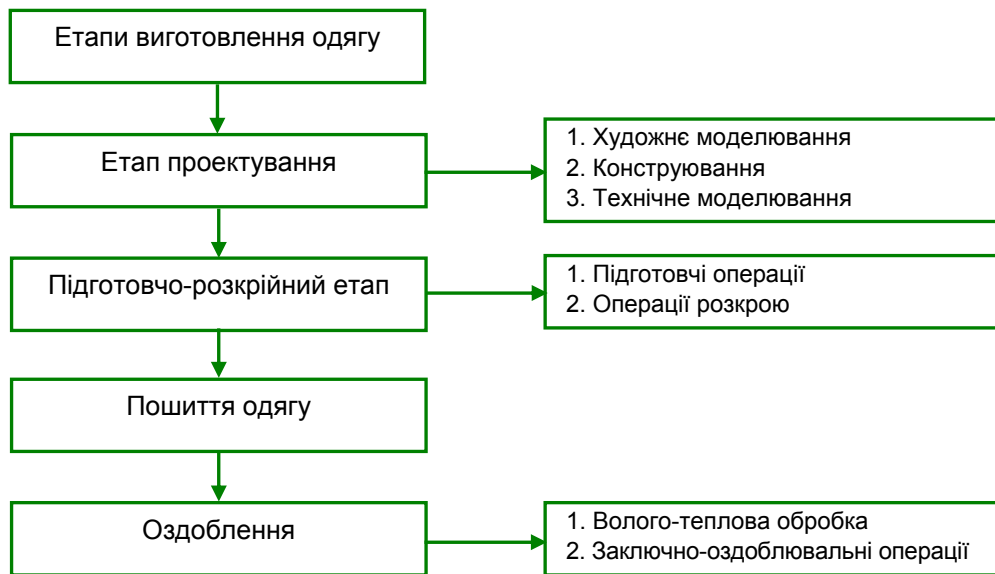 Етапи виготовлення одягу
Етап проектування
1. Художнє моделювання
2. Конструювання
3. Технічне моделювання
Підготовчо-розкрійний етап
1. Підготовчі операції
2. Операції розкрою
Пошиття одягу
Оздоблення
1. Волого-теплова обробка
2. Заключно-оздоблювальні операції